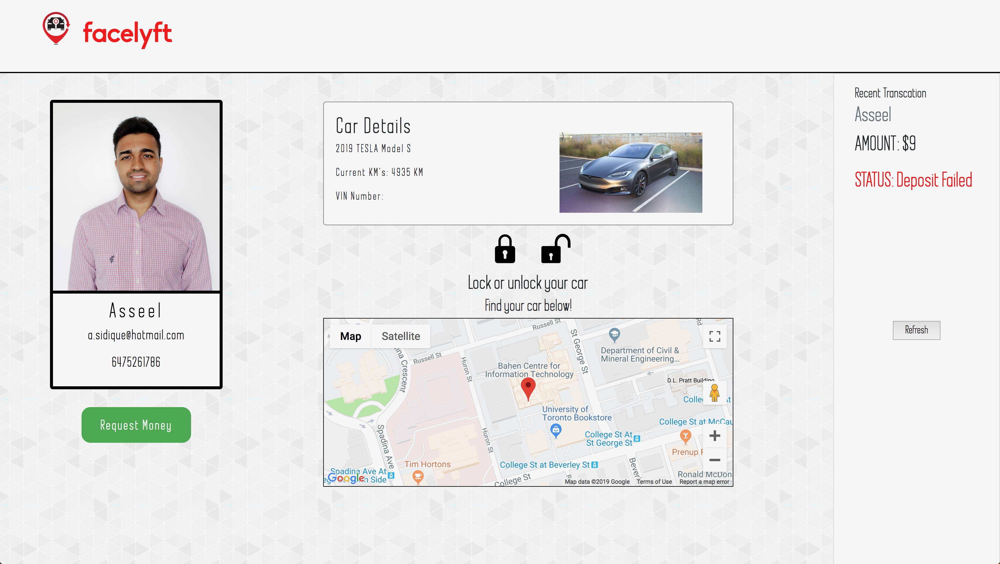 facelyft
Asseel
a.sidique@hotmail.com
6475261786
Request Money
Car Details
2019 TESLA Model S
Current KM's: 4935 KM
VIN Number:
Lock or unlock your car
Find your car below!
Map
Satellite
Russell St
Rd
St George St
Department of Civil &
Mineral Engineering...
ina Crescent
Russell St
Huron St
Bahen Centre for
Information Technology
D.L. Pratt Building
University of
Toronto Bookstore
College St at McCau
College St At
St George St
Spadina Ave
Huron St
Prenup
Tim Hortons
College St at Beverley St
Spadina Ave At
h Side
Google
College St
Ronald McDon
Map data ©2019 Google
Terms of Use
Report a map error
Recent Transcation
Asseel
AMOUNT: $9
STATUS: Deposit Failed
Refresh